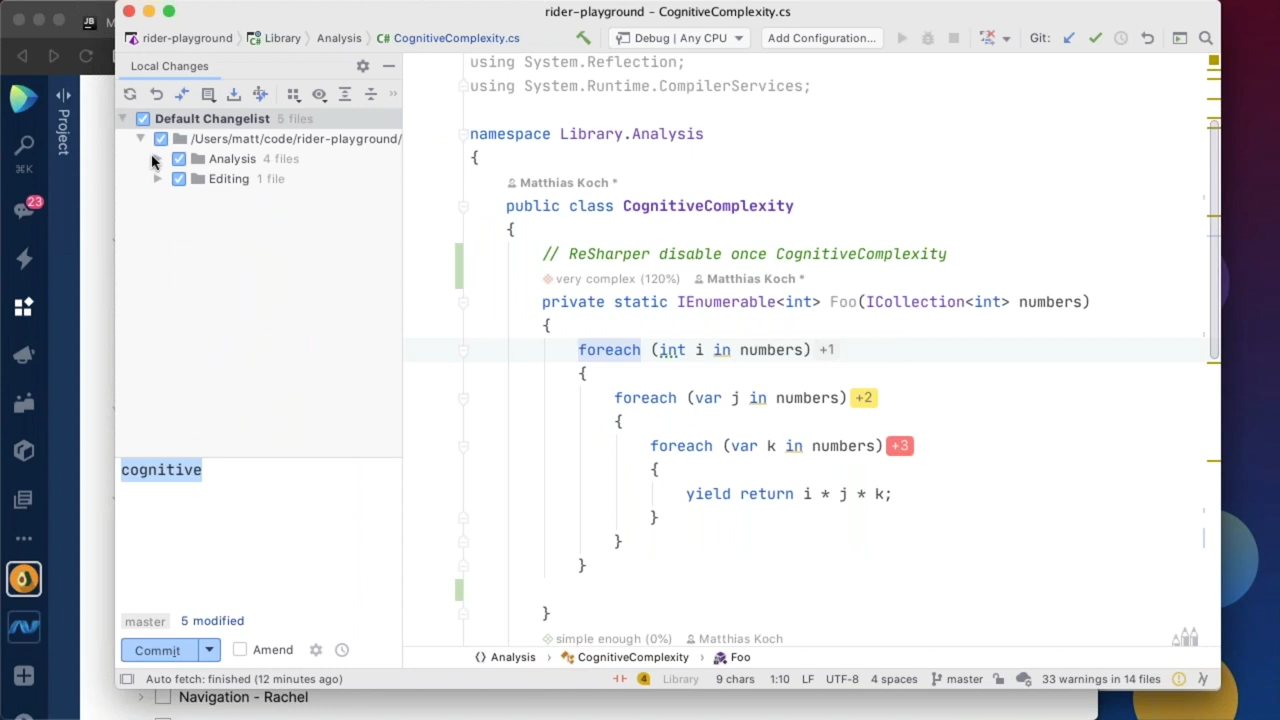 JB M
rider-playground – CognitiveComplexity.cs
rider-playground Library Analysis C# CognitiveComplexity.cs
Debug | Any CPU Add Configuration... Git:
Local Changes
Project
⌘K
23
Default Changelist 5 files
/Users/matt/code/rider-playground/
Analysis 4 files
Editing 1 file
cognitive
master 5 modified
Commit Amend
using System.Reflection;
using System.Runtime.CompilerServices;
namespace Library.Analysis
{
Matthias Koch *
public class CognitiveComplexity
{
// ReSharper disable once CognitiveComplexity
very complex (120%) Matthias Koch *
private static IEnumerable<int> Foo(ICollection<int> numbers)
{
foreach (int i in numbers) +1
{
foreach (var j in numbers) +2
{
foreach (var k in numbers) +3
{
yield return i * j * k;
}
}
}
}
simple enough (0%) Matthias Koch
Analysis › CognitiveComplexity › Foo
Auto fetch: finished (12 minutes ago) 4 Library 9 chars 1:10 LF UTF-8 4 spaces master 33 warnings in 14 files
Navigation - Rachel